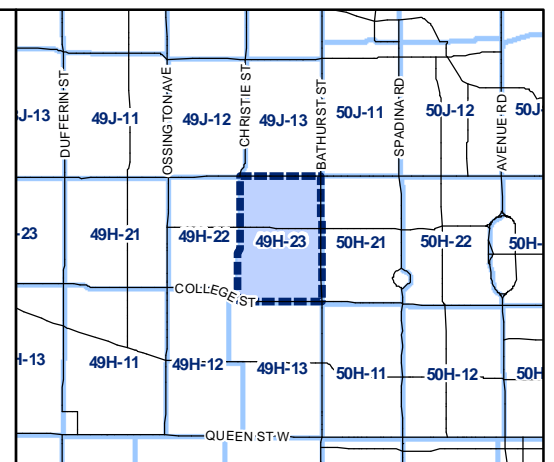 DUFFERIN ST
OSSINGTON AVE
CHRISTIE ST
BATHURST ST
SPADINA RD
AVENUE RD
J-13
49J-11
49J-12
49J-13
50J-11
50J-12
50J-
-23
49H-21
49H-22
49H-23
50H-21
50H-22
50H-
COLLEGE ST
H-13
49H-11
49H-12
49H-13
50H-11
50H-12
50H
QUEEN ST W